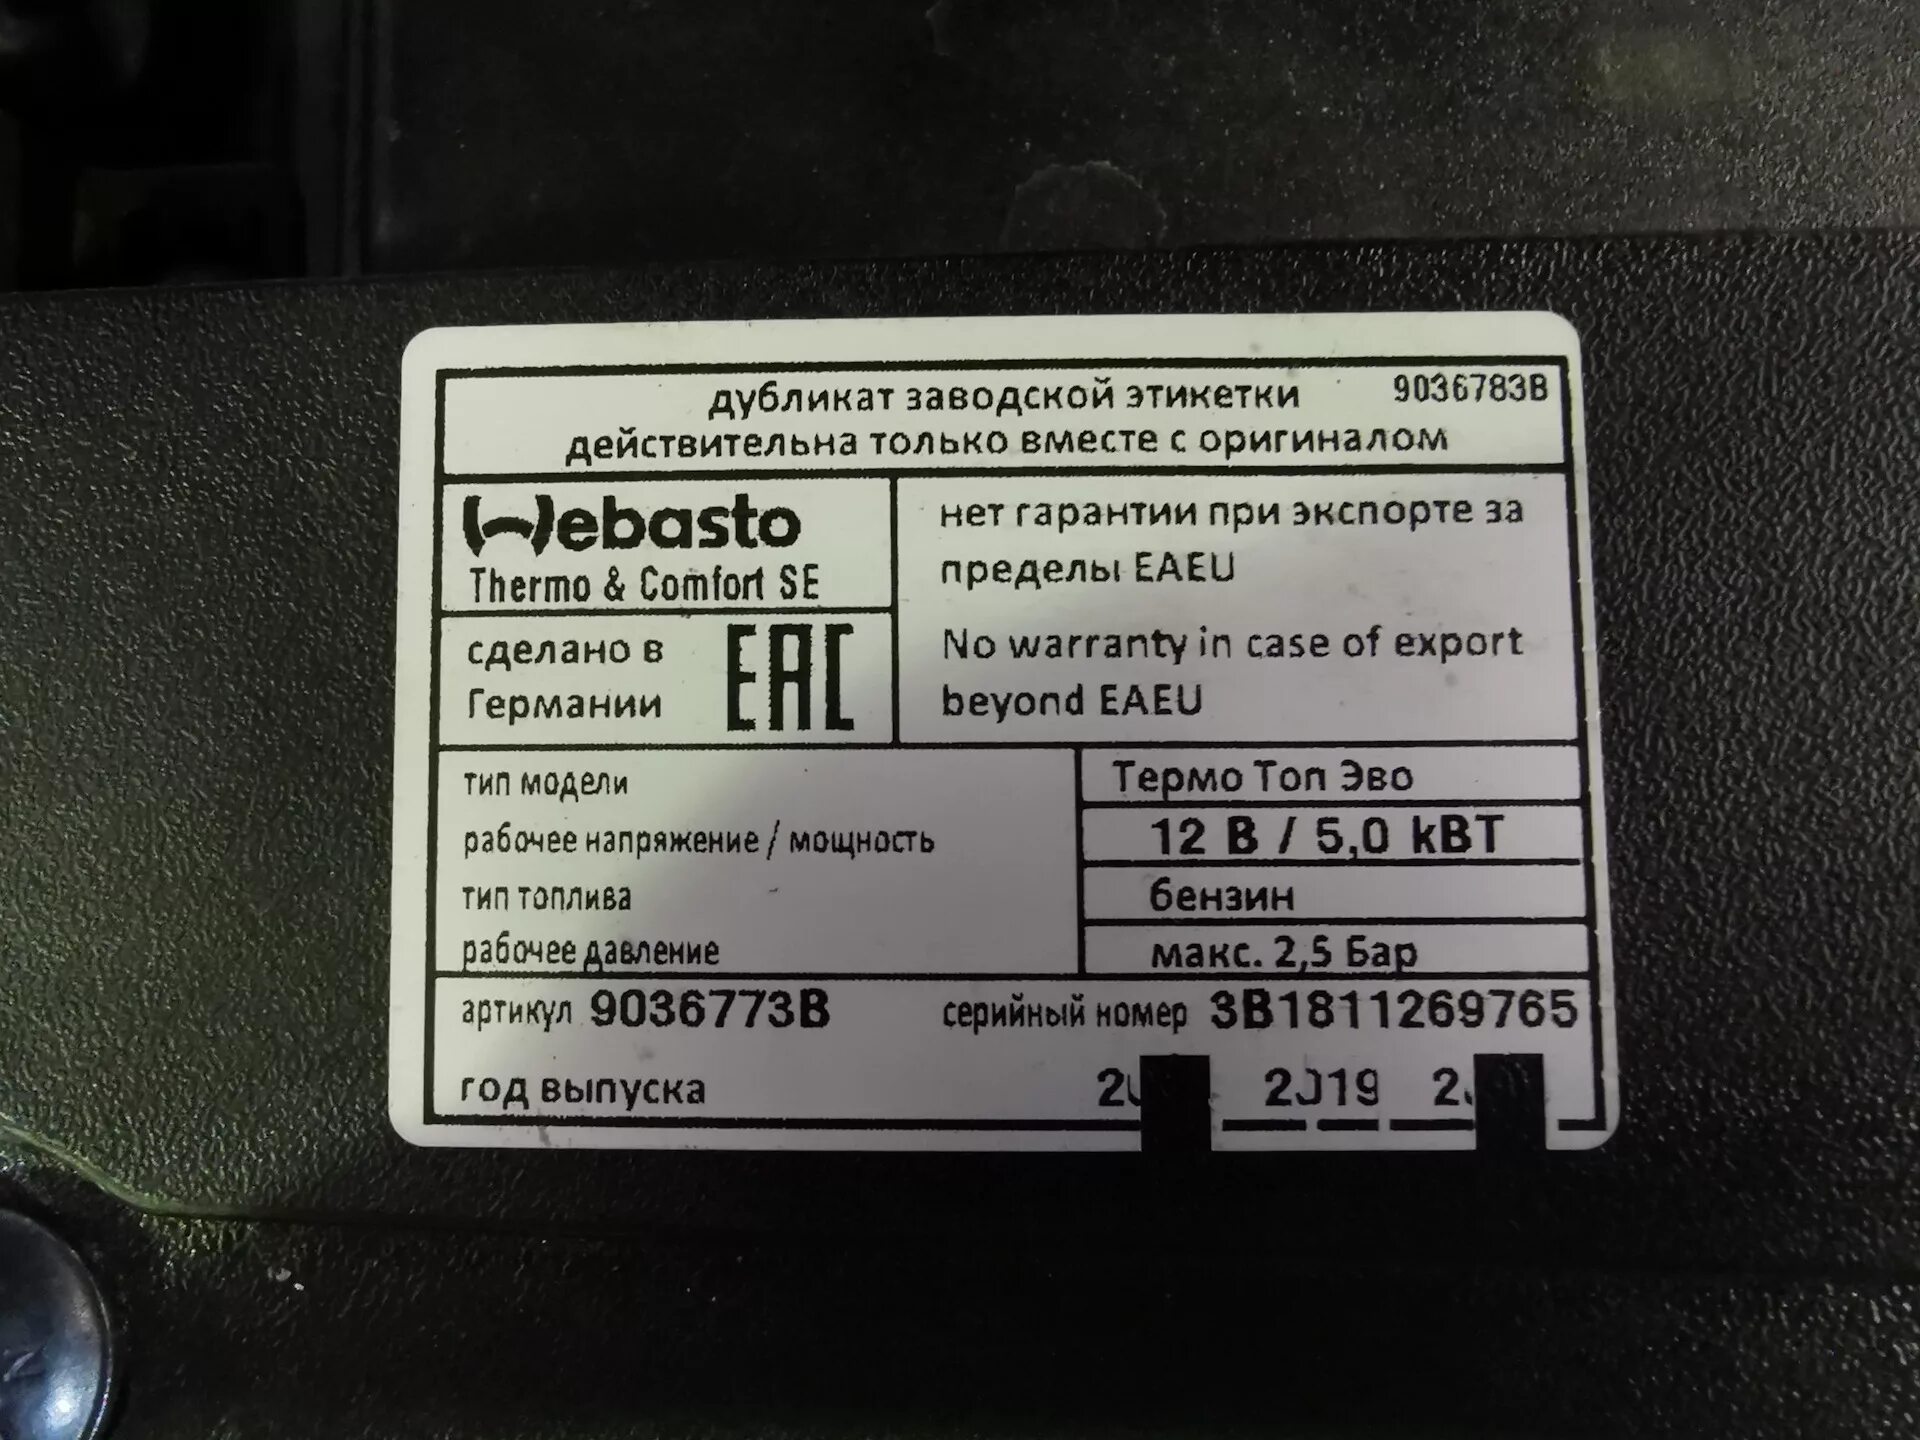 дубликат заводской этикетки 9036783B
действительна только вместе с оригиналом
Webasto
Thermo & Comfort SE
нет гарантии при экспорте за
пределы EAEU
No warranty in case of export
beyond EAEU
сделано в
Германии
EAC
тип модели Термо Топ Эво
рабочее напряжение / мощность 12 В / 5,0 kВТ
тип топлива бензин
рабочее давление макс. 2,5 Бар
артикул 9036773B серийный номер 3B1811269765
год выпуска 2019